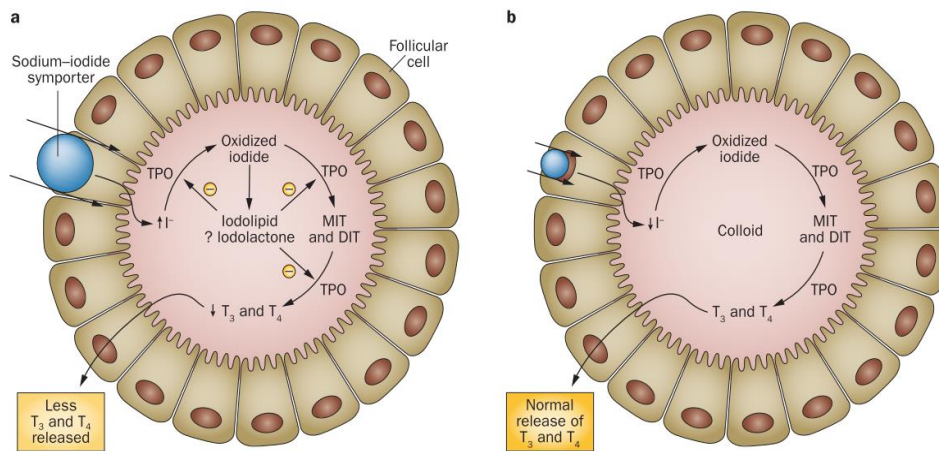 a
Sodium–iodide
symporter
Follicular
cell
Oxidized
iodide
TPO
TPO
–
–
↑ I⁻
Iodolipid
? Iodolactone
MIT
and DIT
–
TPO
↓ T₃ and T₄
Less
T₃ and T₄
released
b
Oxidized
iodide
TPO
TPO
↓ I⁻
Colloid
MIT
and DIT
TPO
T₃ and T₄
Normal
release of
T₃ and T₄